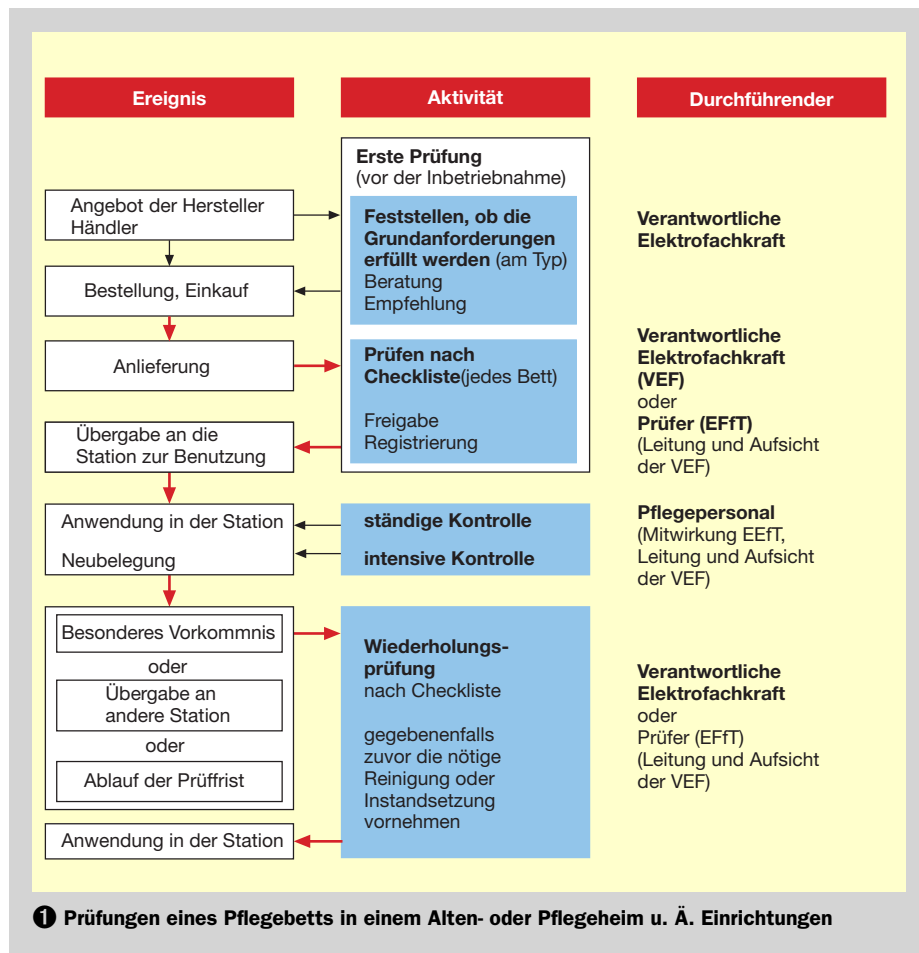 Ereignis
Aktivität
Durchführender
Erste Prüfung
(vor der Inbetriebnahme)
Angebot der Hersteller
Händler
Feststellen, ob die
Grundanforderungen
erfüllt werden (am Typ)
Beratung
Empfehlung
Verantwortliche
Elektrofachkraft
Bestellung, Einkauf
Anlieferung
Prüfen nach
Checkliste(jedes Bett)
Freigabe
Registrierung
Verantwortliche
Elektrofachkraft
(VEF)
oder
Prüfer (EFfT)
(Leitung und Aufsicht
der VEF)
Übergabe an die
Station zur Benutzung
Anwendung in der Station
Neubelegung
ständige Kontrolle
intensive Kontrolle
Pflegepersonal
(Mitwirkung EEfT,
Leitung und Aufsicht
der VEF)
Besonderes Vorkommnis
oder
Übergabe an
andere Station
oder
Ablauf der Prüffrist
Wiederholungs-
prüfung
nach Checkliste
gegebenenfalls
zuvor die nötige
Reinigung oder
Instandsetzung
vornehmen
Verantwortliche
Elektrofachkraft
oder
Prüfer (EFfT)
(Leitung und Aufsicht
der VEF)
Anwendung in der Station
❶ Prüfungen eines Pflegebetts in einem Alten- oder Pflegeheim u. Ä. Einrichtungen